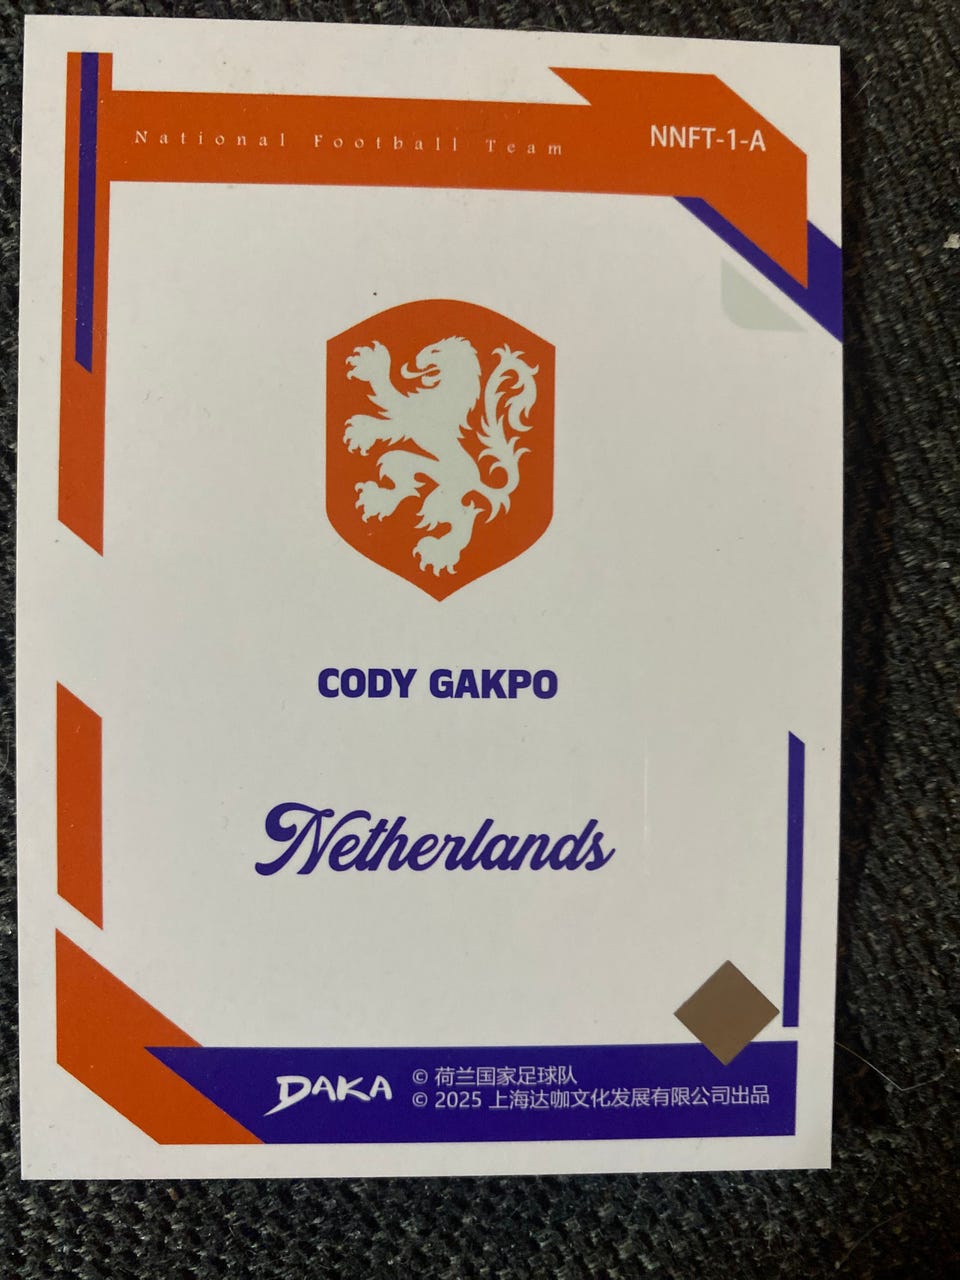 National Football Team
NNFT-1-A
CODY GAKPO
Netherlands
DAKA
© 荷兰国家足球队
© 2025 上海达咖文化发展有限公司出品